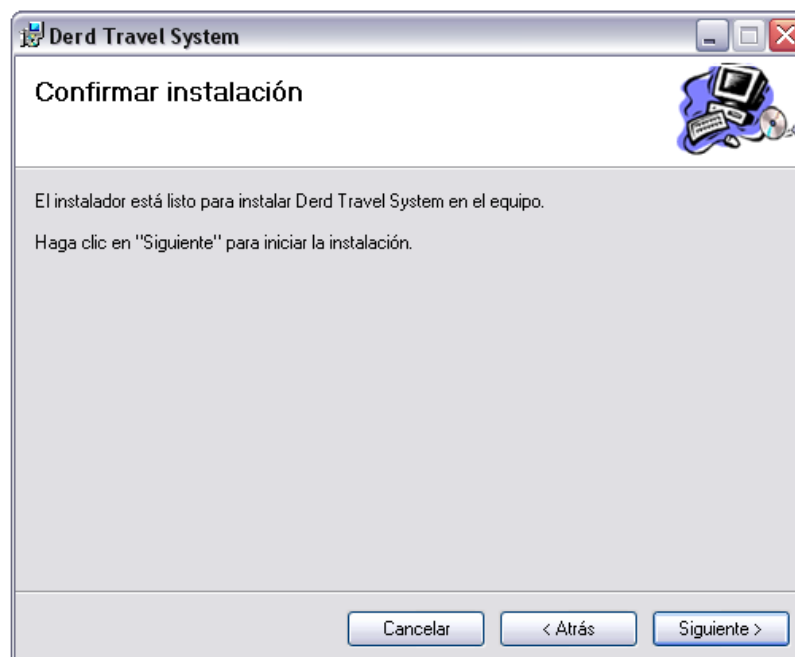 Derd Travel System
Confirmar instalación
El instalador está listo para instalar Derd Travel System en el equipo.
Haga clic en "Siguiente" para iniciar la instalación.
Cancelar
< Atrás
Siguiente >